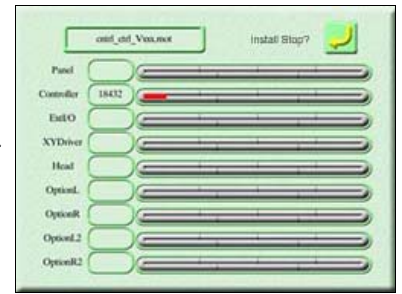 cntrl_ctrl_Vxxx.mot Install Stop?
Panel
Controller 18432
ExtI/O
XYDriver
Head
OptionL
OptionR
OptionL2
OptionR2